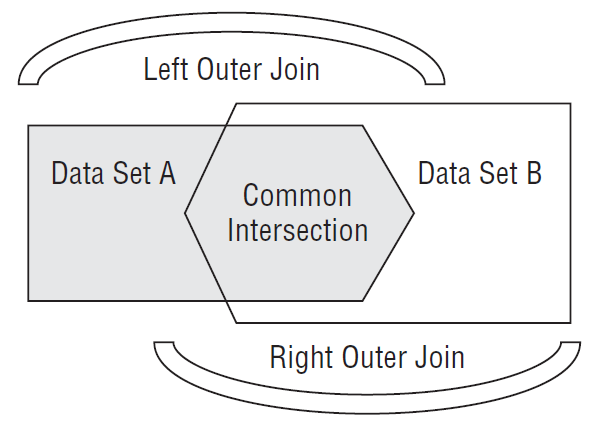 Left Outer Join
Data Set A
Common
Intersection
Data Set B
Right Outer Join